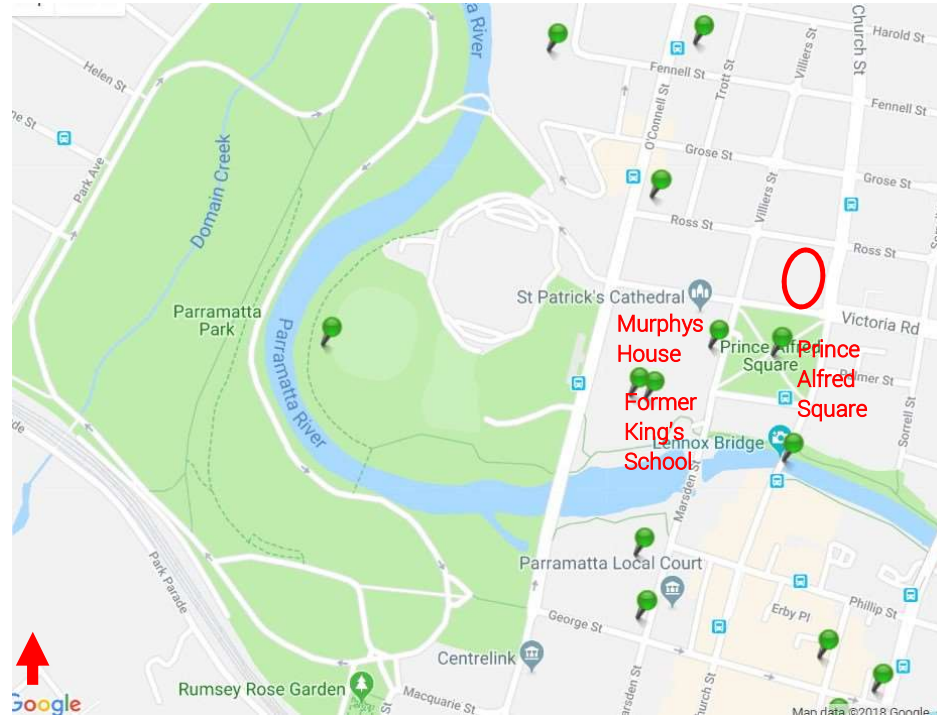 a River
Church St
Harold St
Villiers St
Trott St
Helen St
Fennell St
Fennell St
O'Connell St
ne St
Domain Creek
Grose St
Grose St
Park Ave
Villiers St
Ross St
Ross St
St Patrick's Cathedral
Parramatta
Park
Victoria Rd
Murphys
House
Parramatta River
Prince Alfred
Square
Prince
Alfred
Square
Palmer St
Former
King's
School
Sorrell St
Lennox Bridge
Marsden St
Parade
Park Parade
Parramatta Local Court
Phillip St
Erby Pl
George St
Centrelink
Rumsey Rose Garden
Macquarie St
St
Marsden St
Church St
Google
Map data ©2018 Google